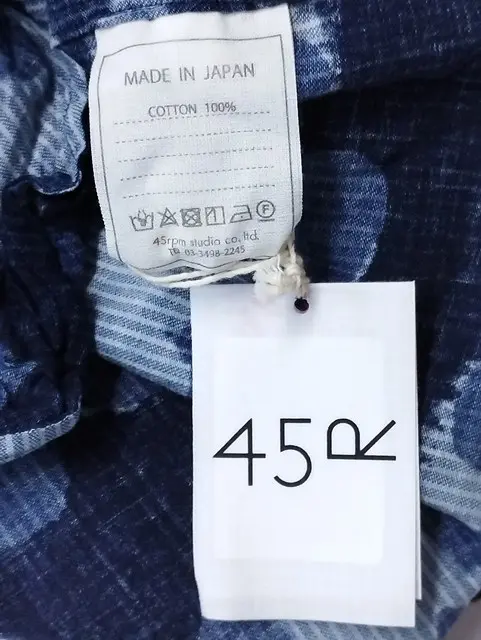 MADE IN JAPAN
COTTON 100%
45rpm studio co., ltd.
TEL 03-3498-2245
45R